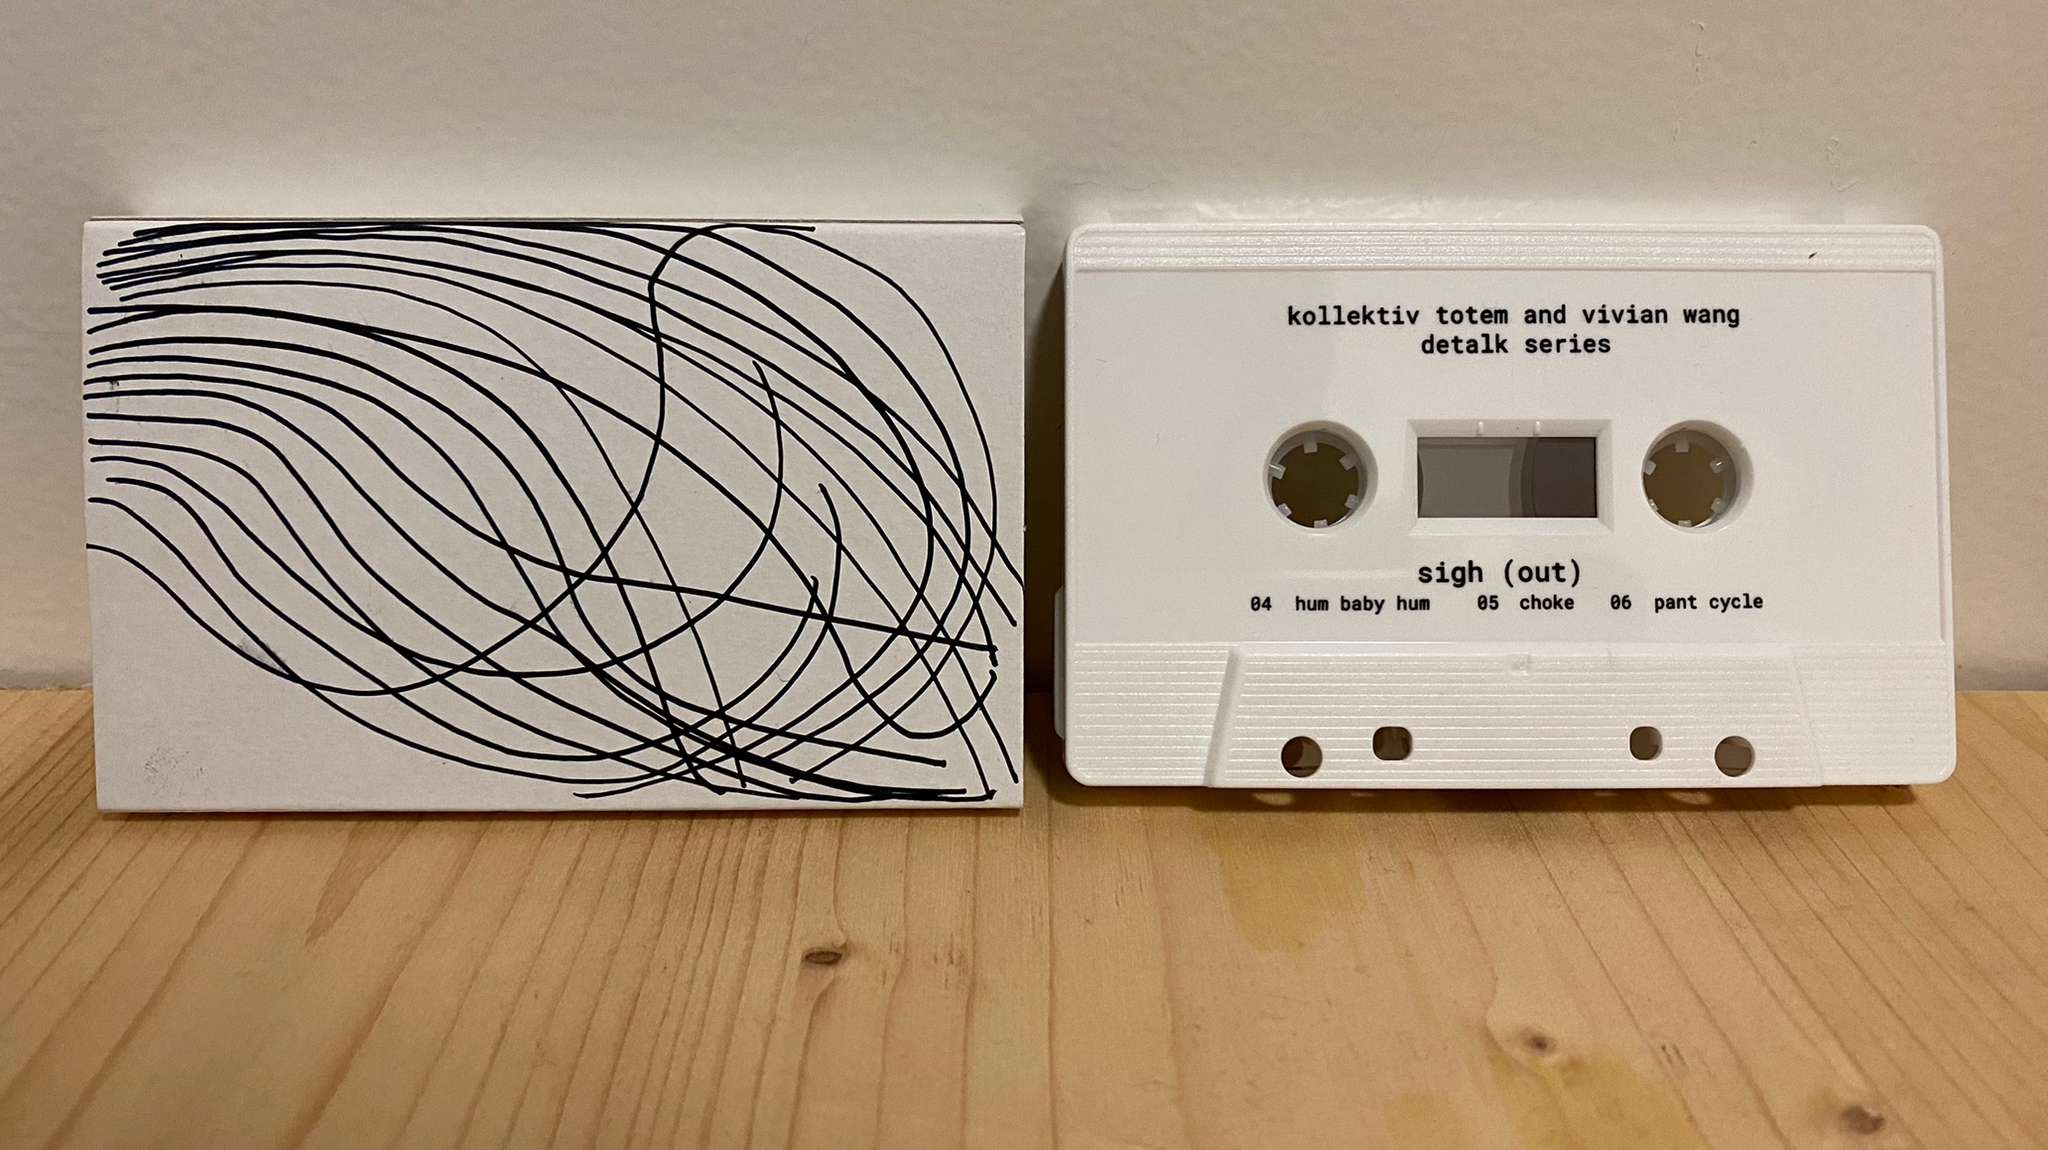 kollektiv totem and vivian wang
detalk series
sigh (out)
04 hum baby hum 05 choke 06 pant cycle